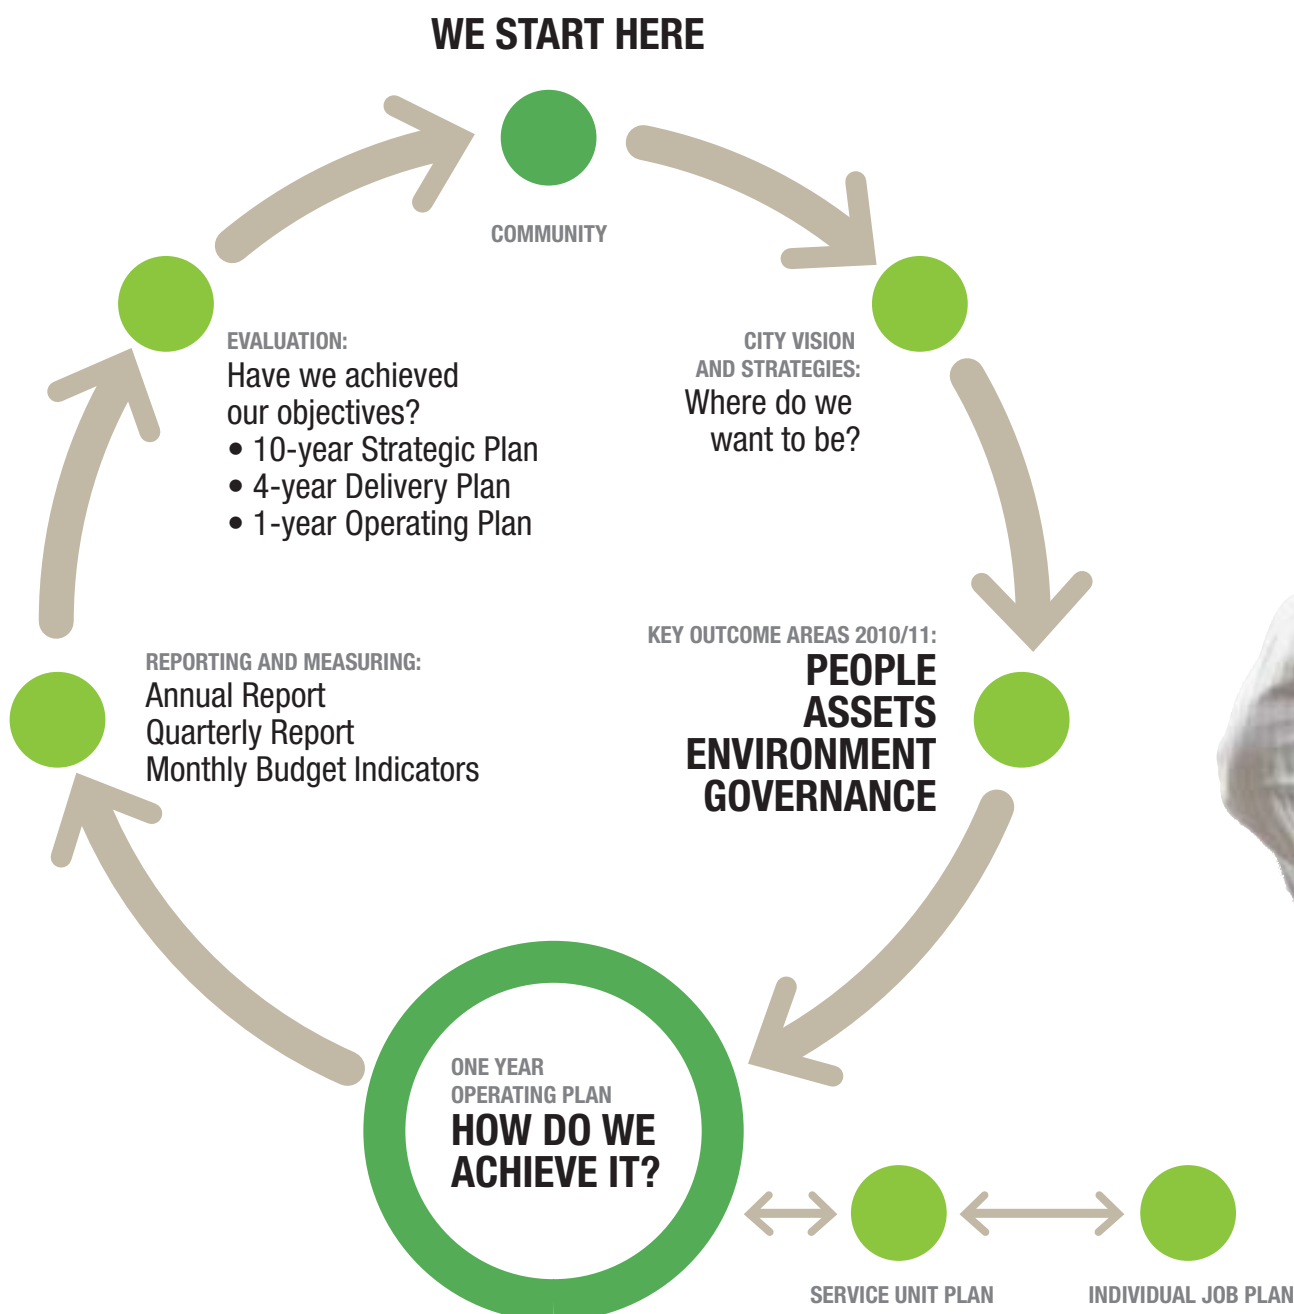 WE START HERE
COMMUNITY
CITY VISION
AND STRATEGIES:
Where do we
want to be?
KEY OUTCOME AREAS 2010/11:
PEOPLE
ASSETS
ENVIRONMENT
GOVERNANCE
ONE YEAR
OPERATING PLAN
HOW DO WE
ACHIEVE IT?
SERVICE UNIT PLAN
INDIVIDUAL JOB PLAN
REPORTING AND MEASURING:
Annual Report
Quarterly Report
Monthly Budget Indicators
EVALUATION:
Have we achieved
our objectives?
• 10-year Strategic Plan
• 4-year Delivery Plan
• 1-year Operating Plan